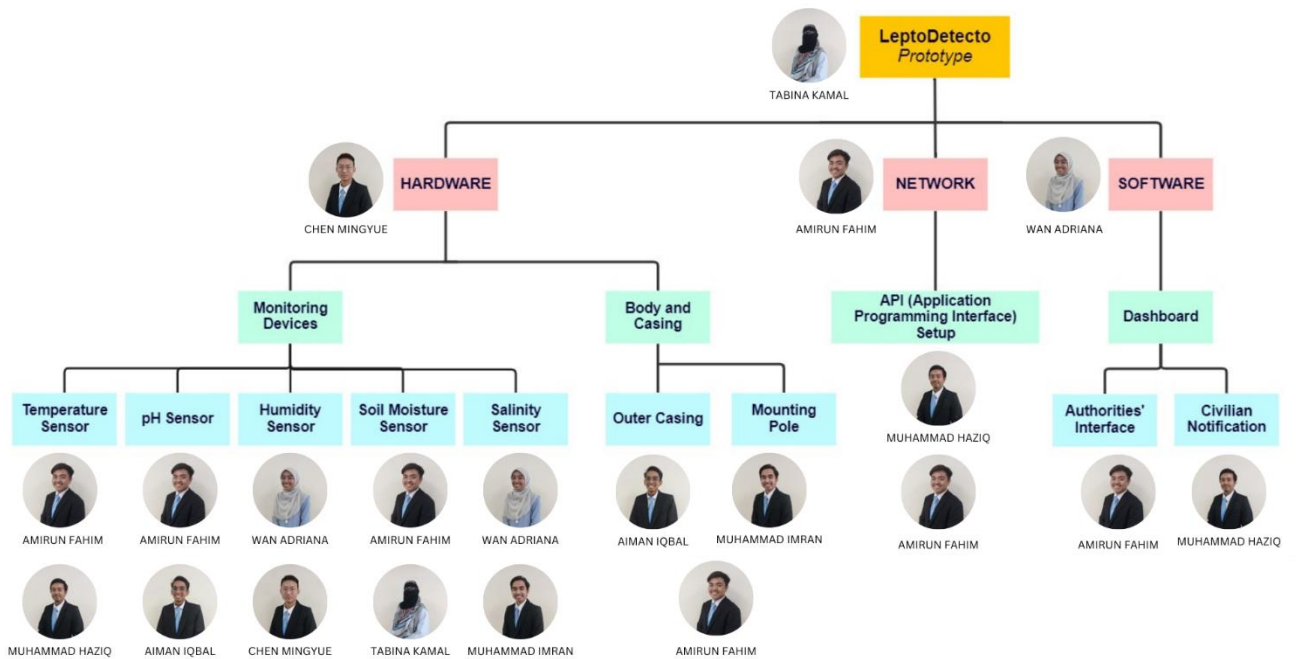 LeptoDetecto
Prototype
TABINA KAMAL
HARDWARE
CHEN MINGYUE
NETWORK
AMIRUN FAHIM
SOFTWARE
WAN ADRIANA
Monitoring
Devices
Body and
Casing
API (Application
Programming Interface)
Setup
Dashboard
MUHAMMAD HAZIQ
AMIRUN FAHIM
Temperature
Sensor
pH Sensor
Humidity
Sensor
Soil Moisture
Sensor
Salinity
Sensor
Outer Casing
Mounting
Pole
Authorities'
Interface
Civilian
Notification
AMIRUN FAHIM
AMIRUN FAHIM
WAN ADRIANA
AMIRUN FAHIM
WAN ADRIANA
AIMAN IQBAL
MUHAMMAD IMRAN
AMIRUN FAHIM
MUHAMMAD HAZIQ
MUHAMMAD HAZIQ
AIMAN IQBAL
CHEN MINGYUE
TABINA KAMAL
MUHAMMAD IMRAN
AMIRUN FAHIM